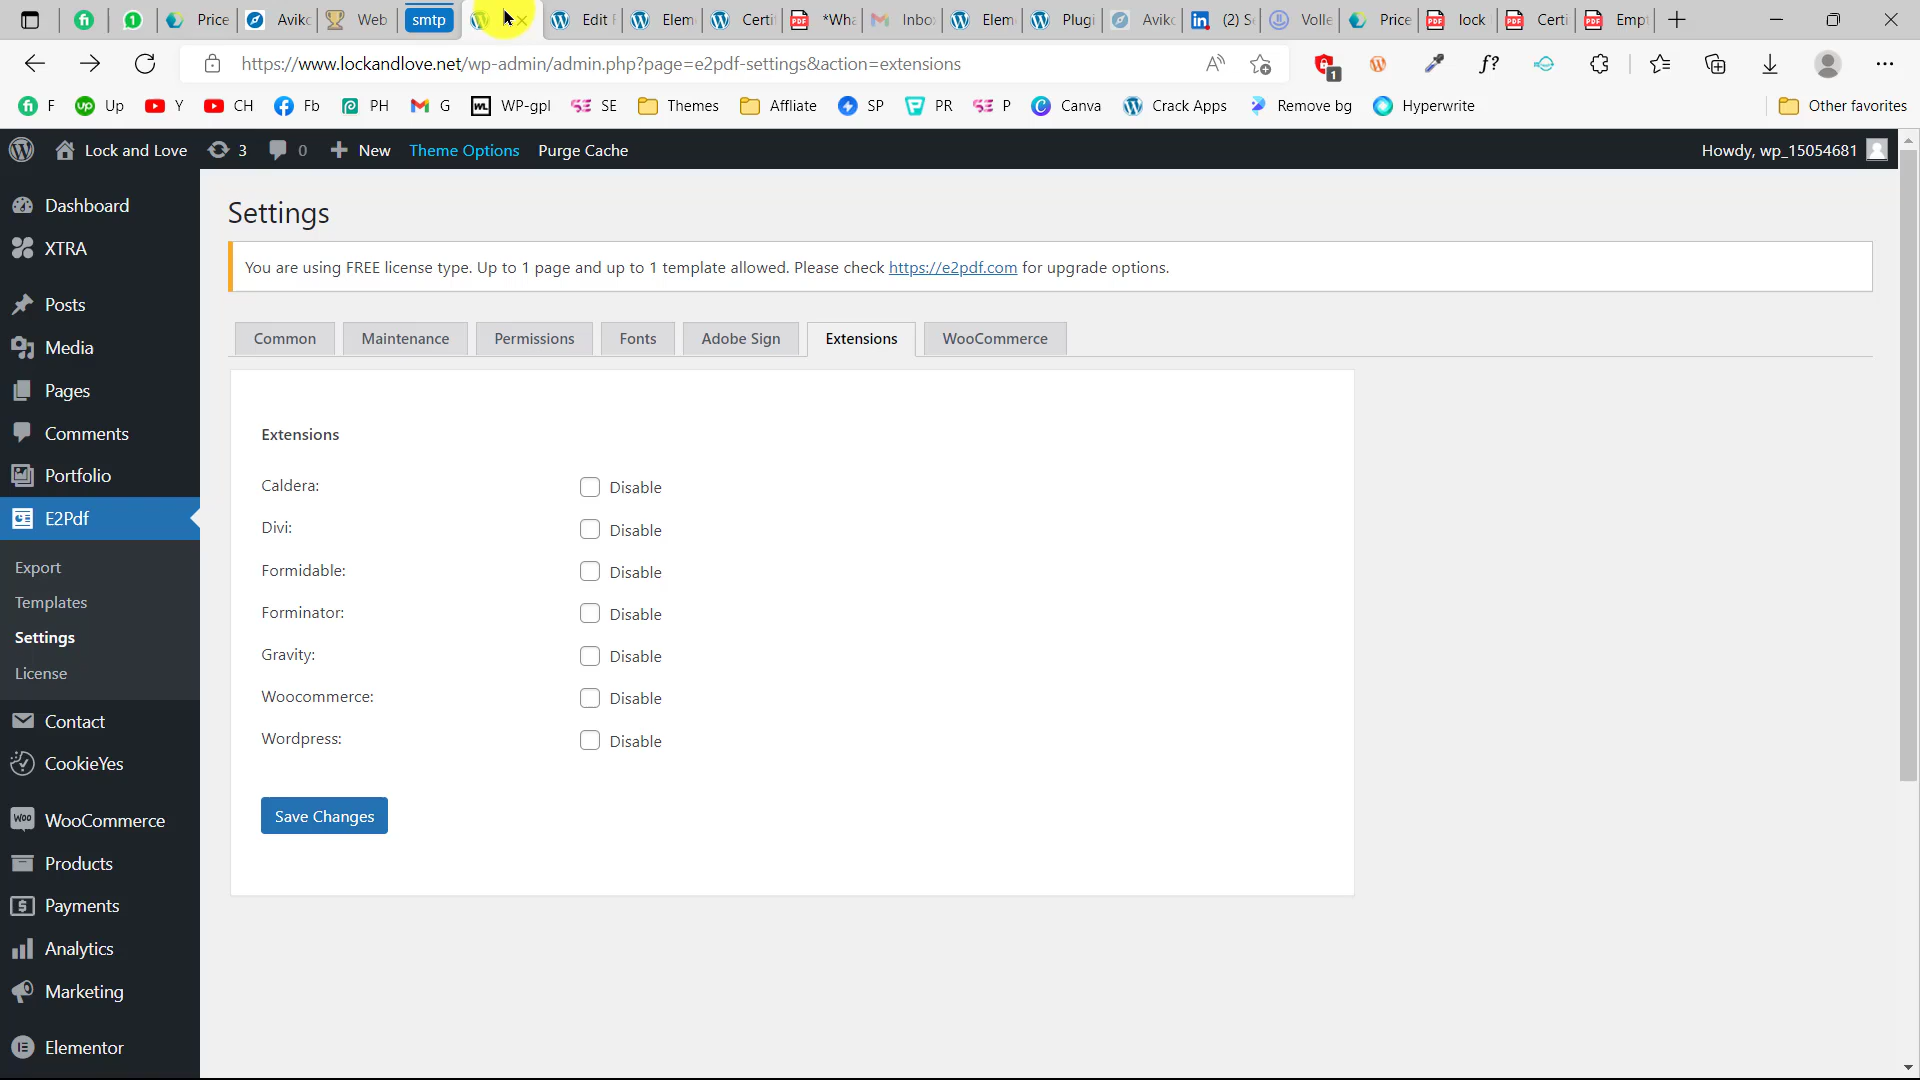 Price
Aviko
Web
smtp
Edit
Elem
Certi
*Wha
Inbo
Elem
Plugi
Aviko
(2) S
Volle
Price
lock
Certi
Empt
https://www.lockandlove.net/wp-admin/admin.php?page=e2pdf-settings&action=extensions
1
f?
F
Up
Y
CH
Fb
PH
G
WP-gpl
SE
Themes
Affliate
SP
PR
P
Canva
Crack Apps
Remove bg
Hyperwrite
Other favorites
Lock and Love
3
0
New
Theme Options
Purge Cache
Howdy, wp_15054681
Dashboard
XTRA
Posts
Media
Pages
Comments
Portfolio
E2Pdf
Export
Templates
Settings
License
Contact
CookieYes
WooCommerce
Products
Payments
Analytics
Marketing
Elementor
Settings
You are using FREE license type. Up to 1 page and up to 1 template allowed. Please check https://e2pdf.com for upgrade options.
Common
Maintenance
Permissions
Fonts
Adobe Sign
Extensions
WooCommerce
Extensions
Caldera: Disable
Divi: Disable
Formidable: Disable
Forminator: Disable
Gravity: Disable
Woocommerce: Disable
Wordpress: Disable
Save Changes